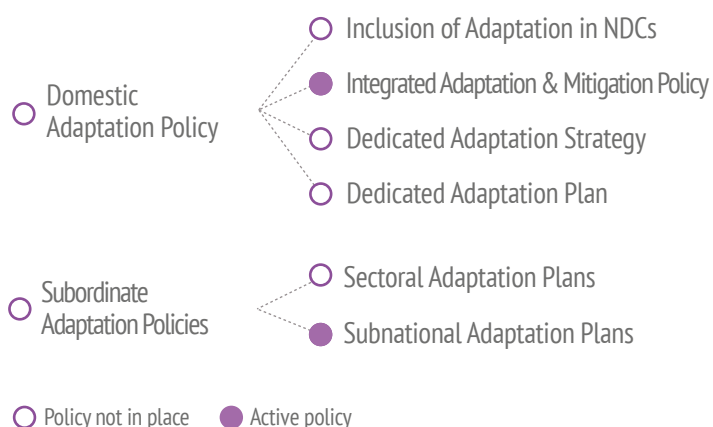 Domestic
Adaptation Policy
Inclusion of Adaptation in NDCs
Integrated Adaptation & Mitigation Policy
Dedicated Adaptation Strategy
Dedicated Adaptation Plan
Subordinate
Adaptation Policies
Sectoral Adaptation Plans
Subnational Adaptation Plans
Policy not in place
Active policy